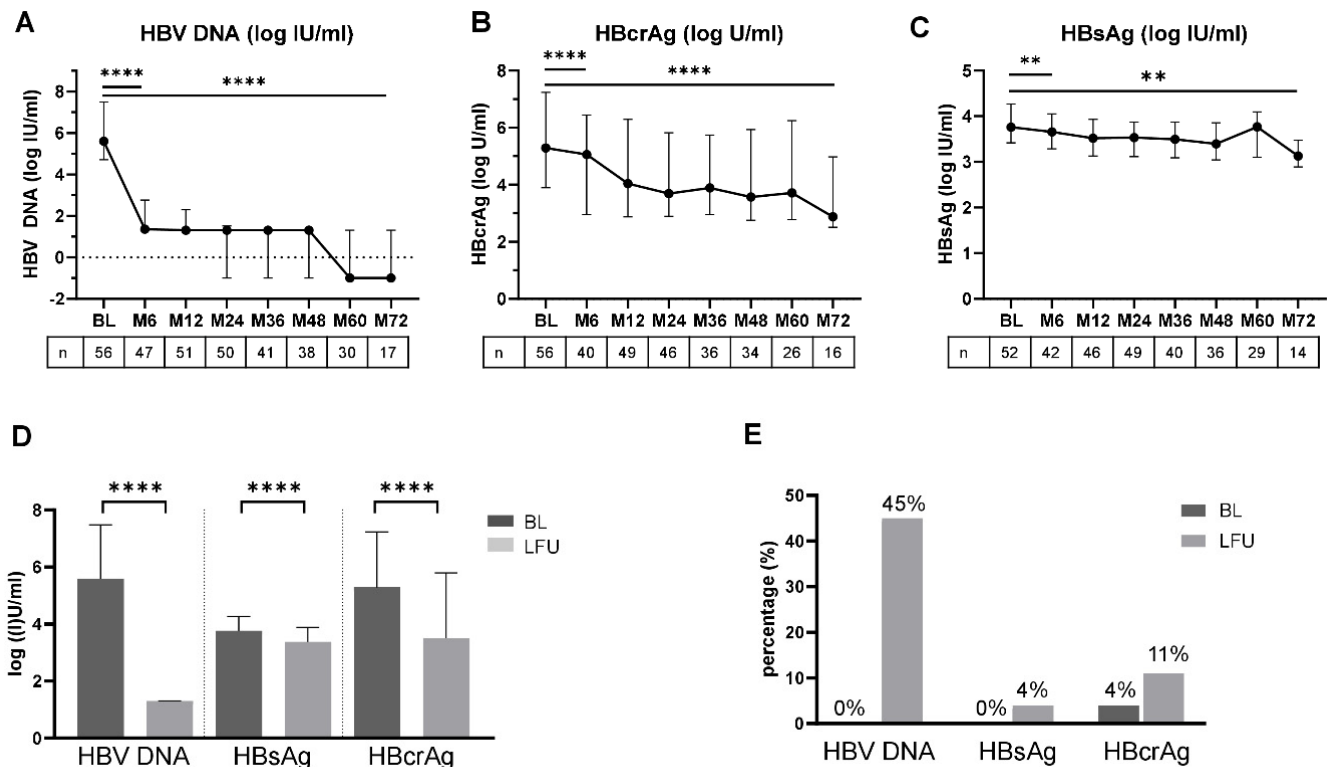 A
HBV DNA (log IU/ml)
****
****
HBV DNA (log IU/ml)
8
6
4
2
0
-2
BL M6 M12 M24 M36 M48 M60 M72
n 56 47 51 50 41 38 30 17
B
HBcrAg (log U/ml)
****
****
HBcrAg (log U/ml)
8
6
4
2
0
BL M6 M12 M24 M36 M48 M60 M72
n 56 40 49 46 36 34 26 16
C
HBsAg (log IU/ml)
**
**
HBsAg (log IU/ml)
5
4
3
2
1
0
BL M6 M12 M24 M36 M48 M60 M72
n 52 42 46 49 40 36 29 14
D
**** **** ****
BL
LFU
log ((I)U/ml)
8
6
4
2
0
HBV DNA HBsAg HBcrAg
E
percentage (%)
50
40
30
20
10
0
0% 45% 0% 4% 4% 11%
BL
LFU
HBV DNA HBsAg HBcrAg